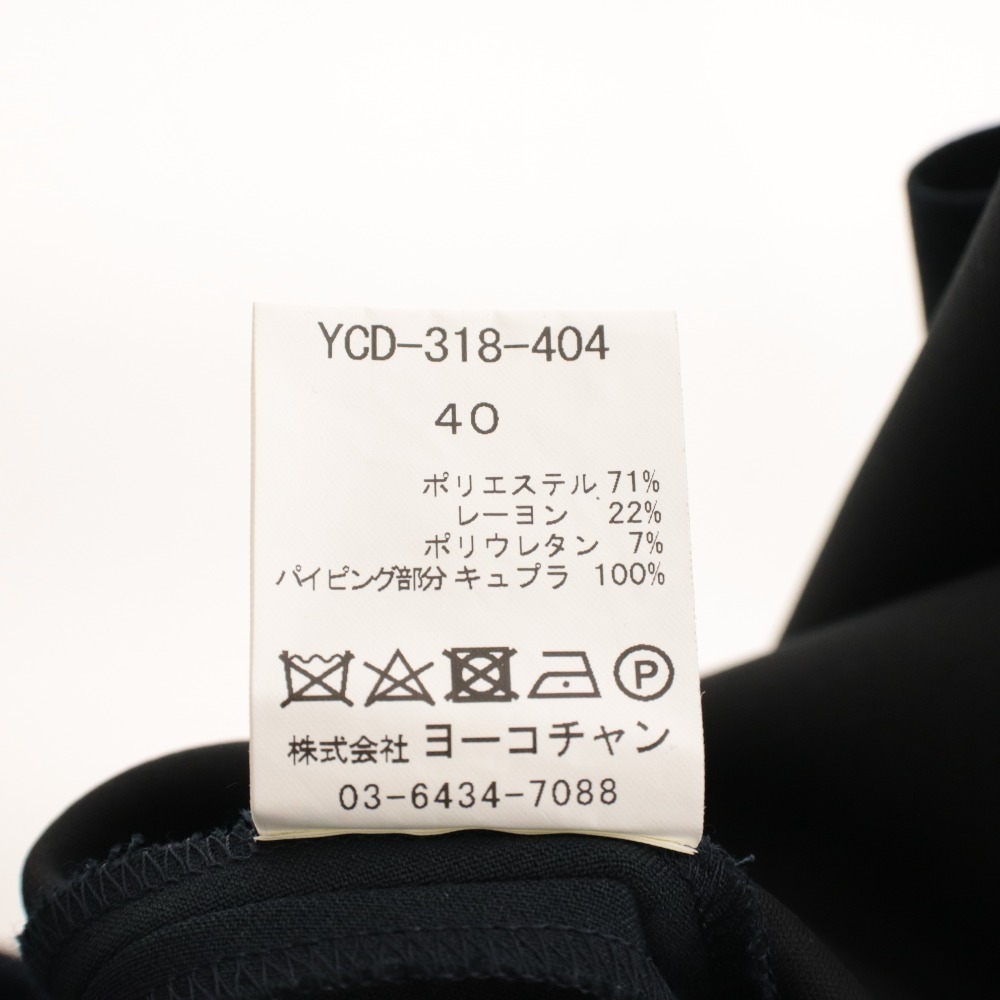 YCD-318-404
40
ポリエステル 71%
レーヨン 22%
ポリウレタン 7%
パイピング部分 キュプラ 100%
P
株式会社 ヨーコチャン
03-6434-7088